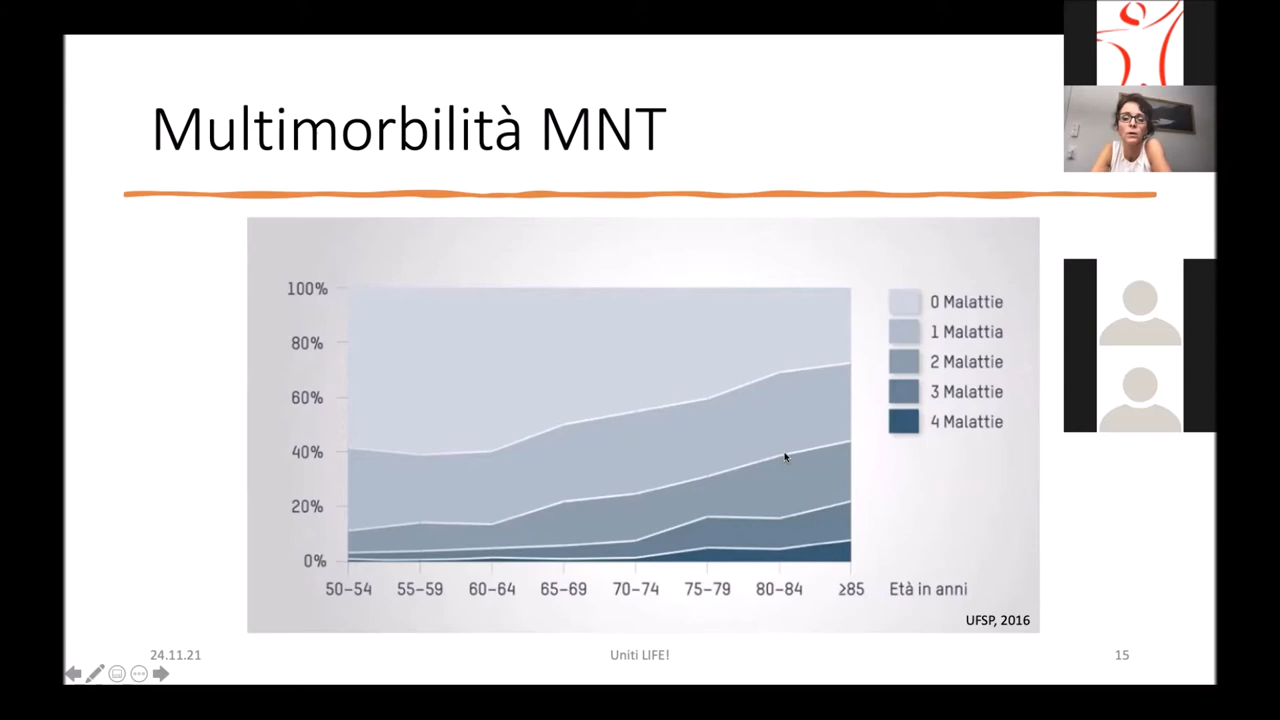 Multimorbilità MNT
100%
80%
60%
40%
20%
0%
50–54 55–59 60–64 65–69 70–74 75–79 80–84 ≥85 Età in anni
0 Malattie
1 Malattia
2 Malattie
3 Malattie
4 Malattie
UFSP, 2016
24.11.21 Uniti LIFE! 15